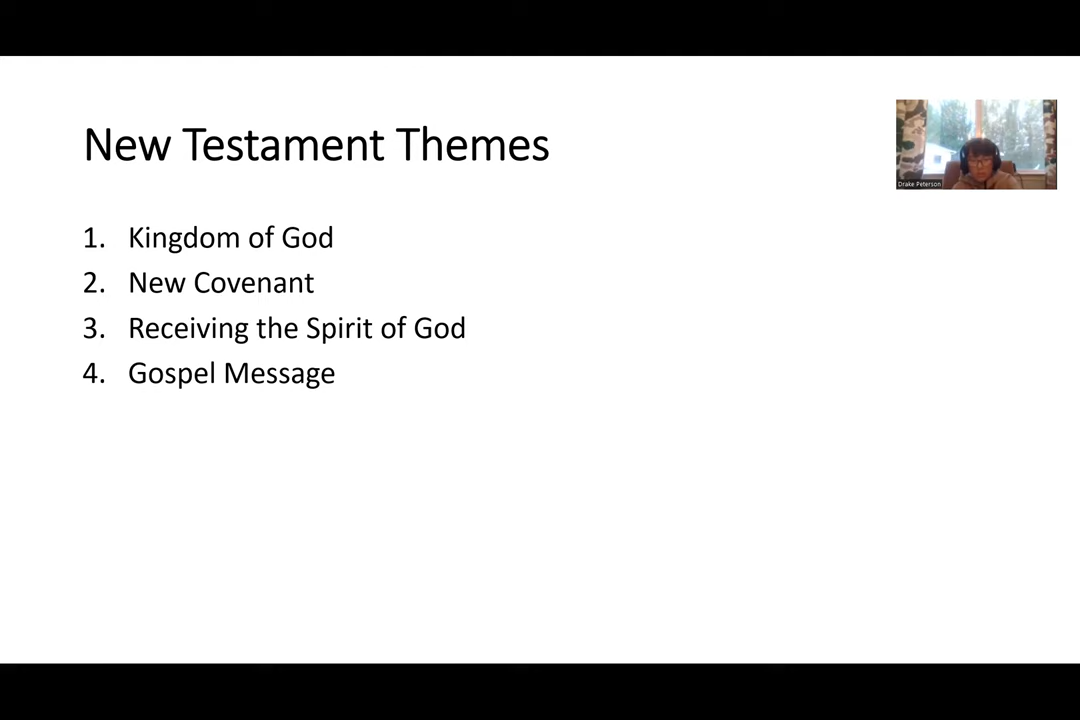 New Testament Themes
Drake Peterson
1. Kingdom of God
2. New Covenant
3. Receiving the Spirit of God
4. Gospel Message